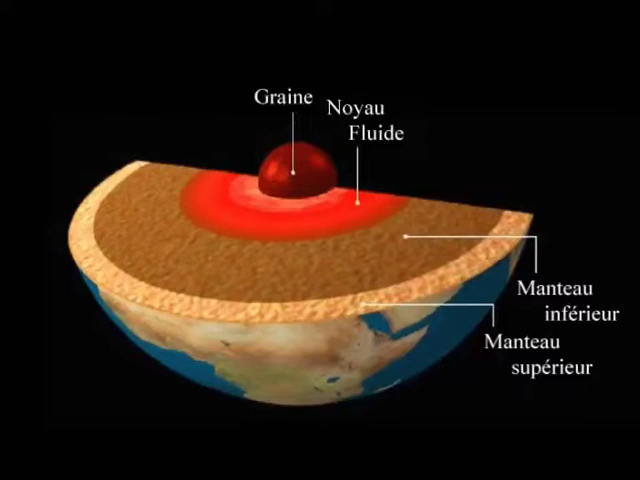 Graine
Noyau
Fluide
Manteau
inférieur
Manteau
supérieur